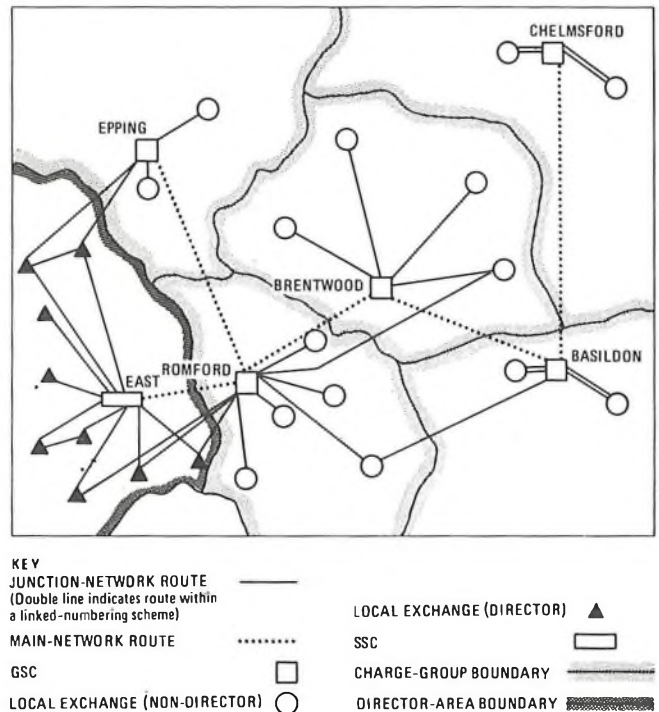 CHELMSFORD
EPPING
BRENTWOOD
BASILDON
ROMFORD
EAST
KEY
JUNCTION-NETWORK ROUTE
(Double line indicates route within
a linked-numbering scheme)
MAIN-NETWORK ROUTE
GSC
LOCAL EXCHANGE (NON-DIRECTOR)
LOCAL EXCHANGE (DIRECTOR)
SSC
CHARGE-GROUP BOUNDARY
DIRECTOR-AREA BOUNDARY